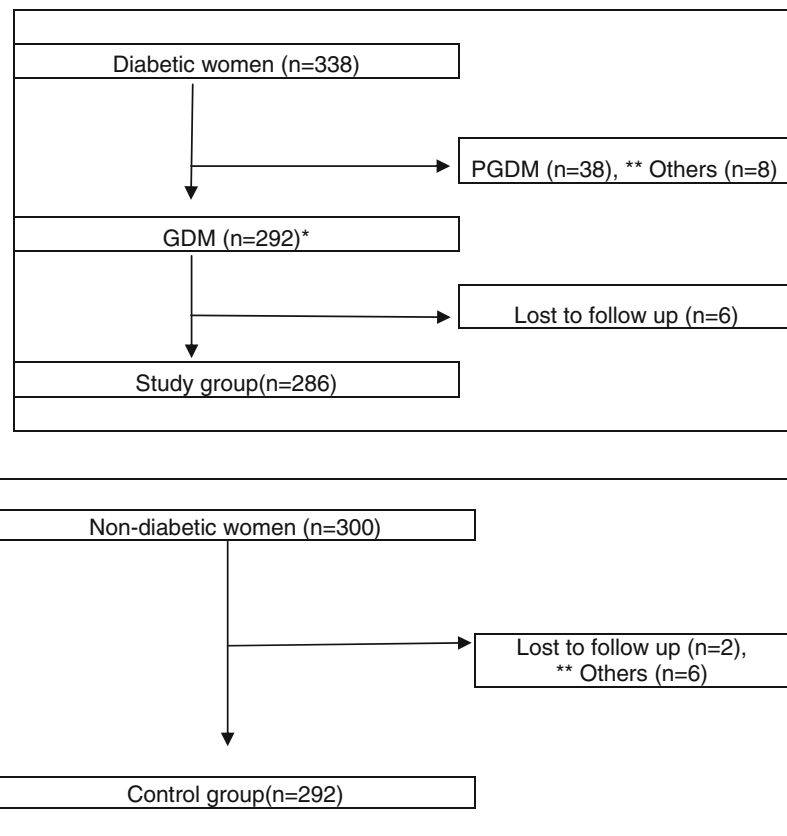 Diabetic women (n=338)
PGDM (n=38), ** Others (n=8)
GDM (n=292)*
Lost to follow up (n=6)
Study group(n=286)
Non-diabetic women (n=300)
Lost to follow up (n=2),
** Others (n=6)
Control group(n=292)